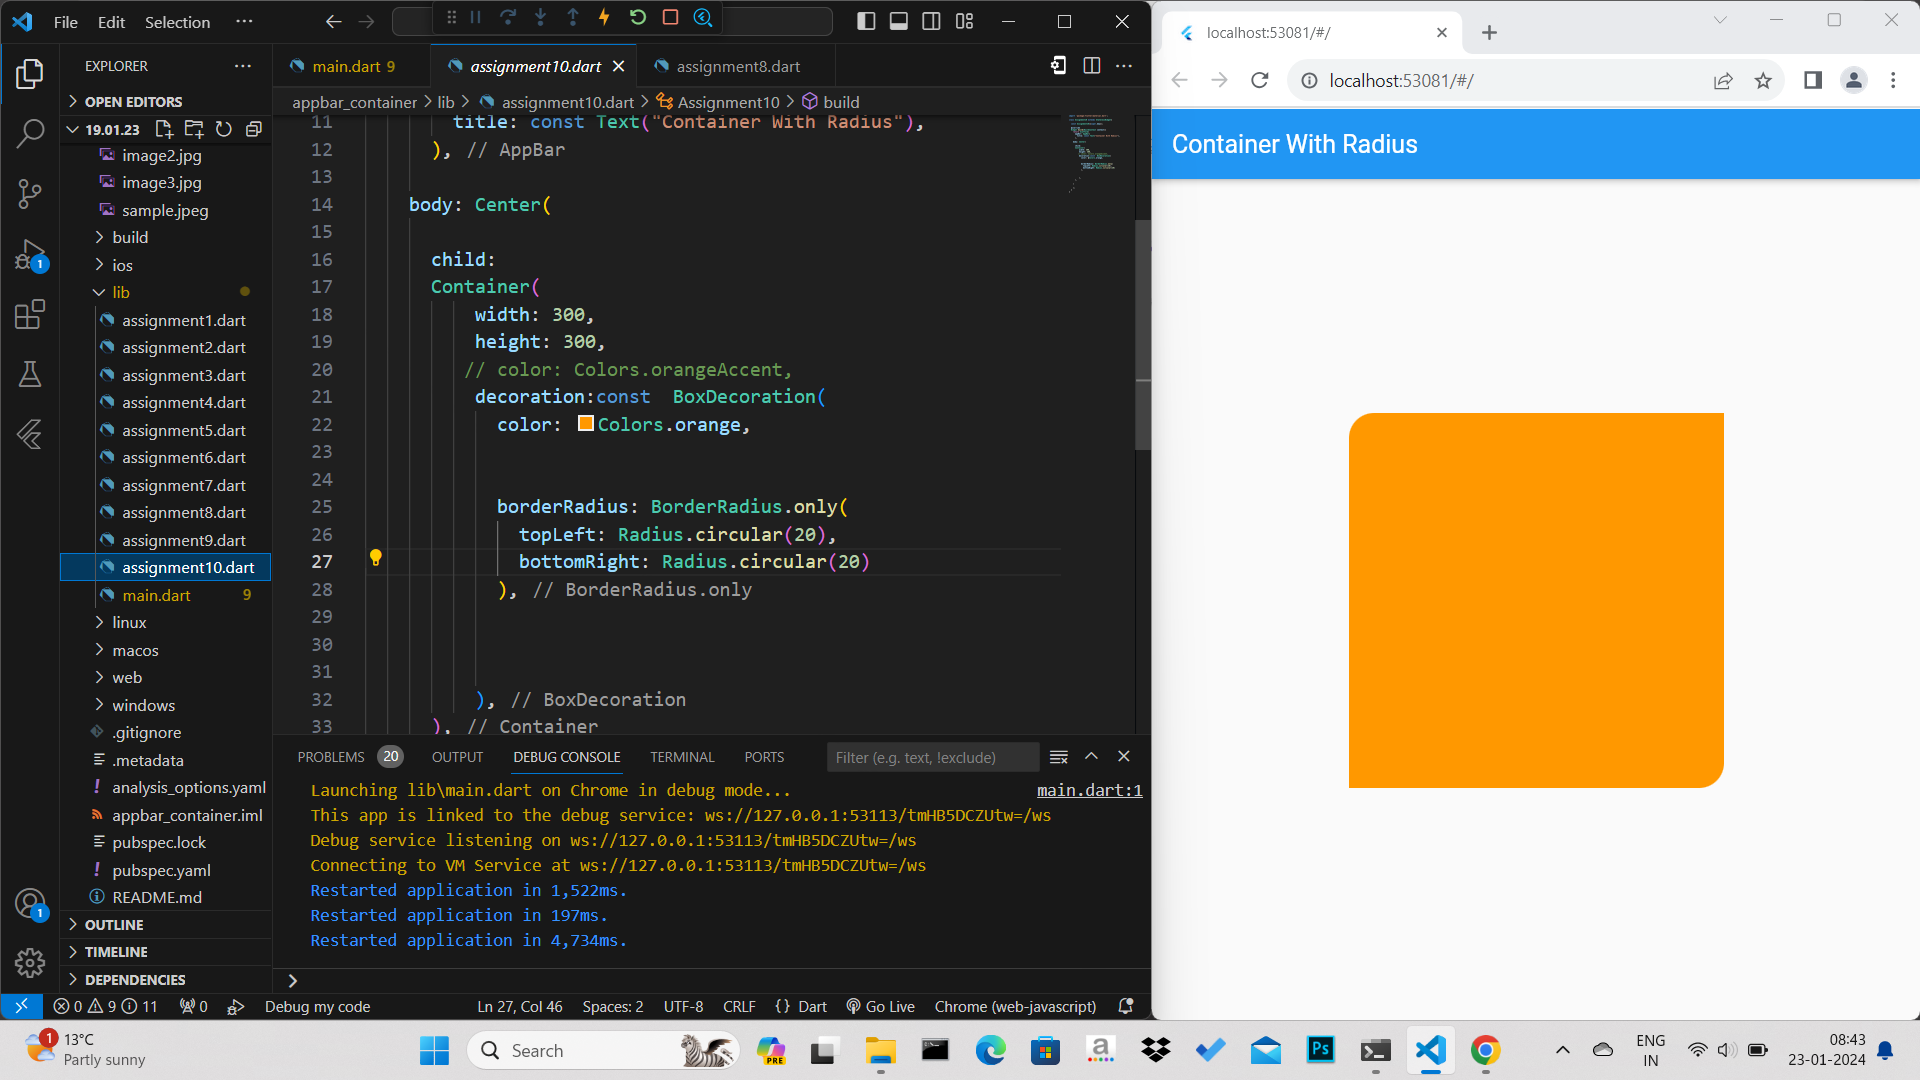 File Edit Selection ···
EXPLORER
OPEN EDITORS
19.01.23
image2.jpg
image3.jpg
sample.jpeg
build
ios
lib
assignment1.dart
assignment2.dart
assignment3.dart
assignment4.dart
assignment5.dart
assignment6.dart
assignment7.dart
assignment8.dart
assignment9.dart
assignment10.dart
main.dart 9
linux
macos
web
windows
.gitignore
.metadata
analysis_options.yaml
appbar_container.iml
pubspec.lock
pubspec.yaml
README.md
OUTLINE
TIMELINE
DEPENDENCIES
1
1
main.dart 9 assignment10.dart assignment8.dart
appbar_container > lib > assignment10.dart > Assignment10 > build
11 title: const Text("Container With Radius"),
12 ), // AppBar
13
14 body: Center(
15
16 child:
17 Container(
18 width: 300,
19 height: 300,
20 // color: Colors.orangeAccent,
21 decoration:const  BoxDecoration(
22 color: Colors.orange,
23
24
25 borderRadius: BorderRadius.only(
26 topLeft: Radius.circular(20),
27 bottomRight: Radius.circular(20)
28 ), // BorderRadius.only
29
30
31
32 ), // BoxDecoration
33 ), // Container
PROBLEMS 20 OUTPUT DEBUG CONSOLE TERMINAL PORTS Filter (e.g. text, !exclude)
Launching lib\main.dart on Chrome in debug mode... main.dart:1
This app is linked to the debug service: ws://127.0.0.1:53113/tmHB5DCZUtw=/ws
Debug service listening on ws://127.0.0.1:53113/tmHB5DCZUtw=/ws
Connecting to VM Service at ws://127.0.0.1:53113/tmHB5DCZUtw=/ws
Restarted application in 1,522ms.
Restarted application in 197ms.
Restarted application in 4,734ms.
0 9 11 0 Debug my code Ln 27, Col 46 Spaces: 2 UTF-8 CRLF {} Dart Go Live Chrome (web-javascript)
localhost:53081/#/
localhost:53081/#/
Container With Radius
1
13°C
Partly sunny
Search
PRE
a
Ps
ENG
IN
08:43
23-01-2024